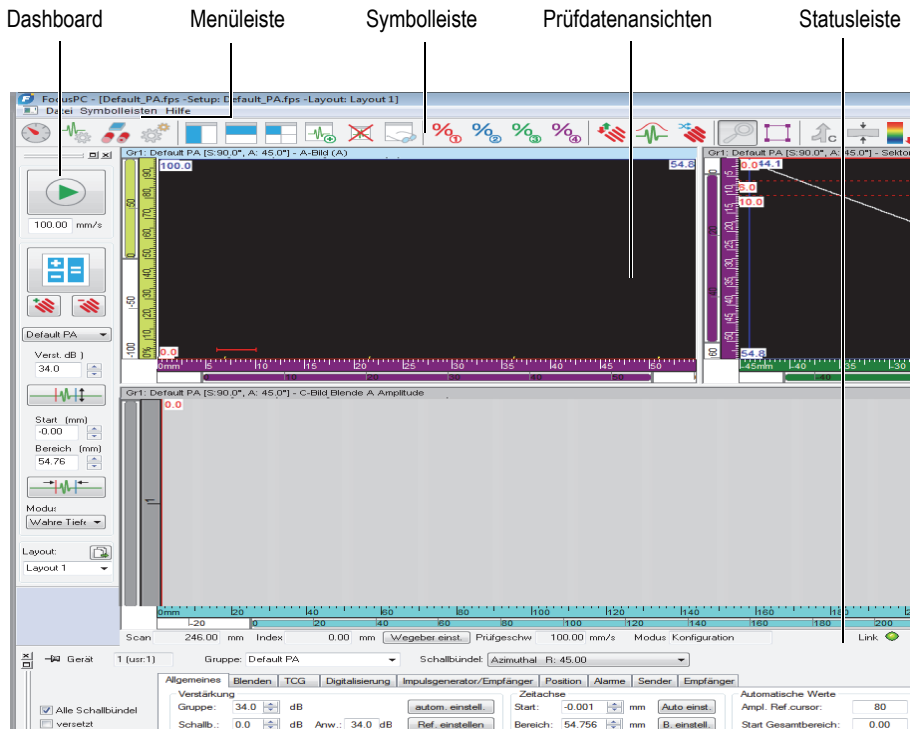 Dashboard Menüleiste Symbolleiste Prüfdatenansichten Statusleiste
FocusPC - [Default_PA.fps -Setup: Default_PA.fps -Layout: Layout 1]
Datei Symbolleisten Hilfe
Gr1: Default PA [S:90.0°, A: 45.0°] - A-Bild (A)
Gr1: Default PA [S:90.0°, A: 45.0°] - Sektor
100.0 54.8
0.0 44.1
5.0
10.0
100.00 mm/s
Default PA
Verst. dB )
34.0
0.0
54.8
0mm 5 10 15 20 25 30 35 40 45 50
-45mm -40 -35 -30
Gr1: Default PA [S:90.0°, A: 45.0°] - C-Bild Blende A Amplitude
0.0
Start (mm)
-0.00
Bereich (mm)
54.76
Modus
Wahre Tiefe
Layout:
Layout 1
0mm 20 40 60 80 100 120 140 160 180
-20 0 20 40 60 80 100 120 140 160 180 200
Scan 246.00 mm Index 0.00 mm Wegeber einst. Prüfgeschw 100.00 mm/s Modus Konfiguration Link
Gerät 1 (usr:1) Gruppe: Default PA Schallbündel: Azimuthal R: 45.00
Allgemeines Blenden TCG Digitalisierung Impulsgenerator/Empfänger Position Alarme Sender Empfänger
Verstärkung Zeitachse Automatische Werte
Alle Schallbündel Gruppe: 34.0 dB autom. einstell. Start: -0.001 mm Auto einst. Ampl. Ref.cursor: 80
versetzt Schallb.: 0.0 dB Anw.: 34.0 dB Ref. einstellen Bereich: 54.756 mm B. einstell. Start Gesamtbereich: 0.00